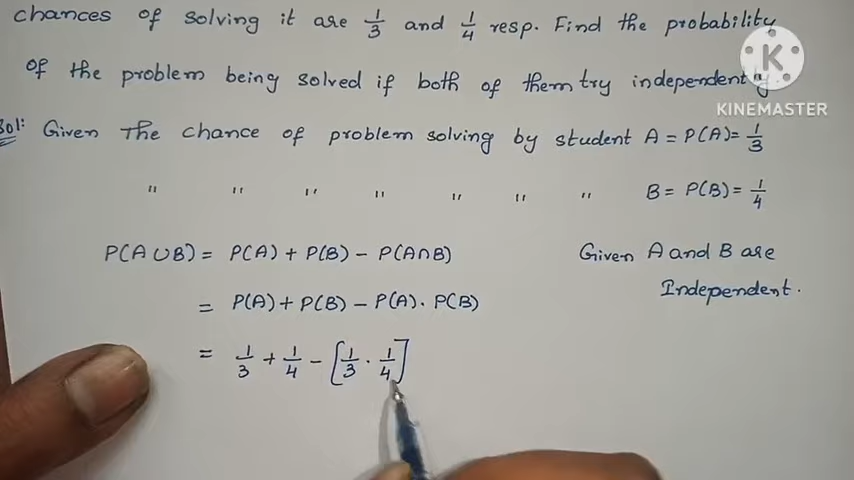 chances of solving it are 1/3 and 1/4 resp. Find the probability
of the problem being solved if both of them try independently.
KINEMASTER
Sol: Given The chance of problem solving by student A = P(A) = 1/3
" " " " " " " B = P(B) = 1/4
P(A∪B) = P(A) + P(B) - P(A∩B) Given A and B are
= P(A) + P(B) - P(A) . P(B) Independent.
= 1/3 + 1/4 - [1/3 . 1/4]